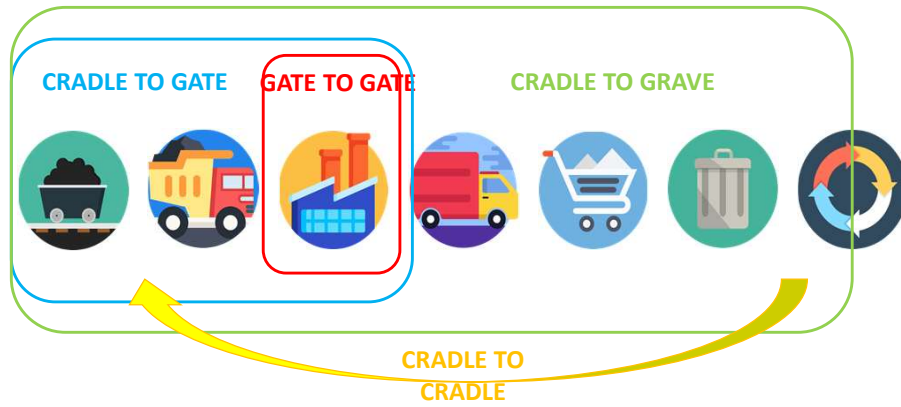 CRADLE TO GATE
GATE TO GATE
CRADLE TO GRAVE
CRADLE TO
CRADLE